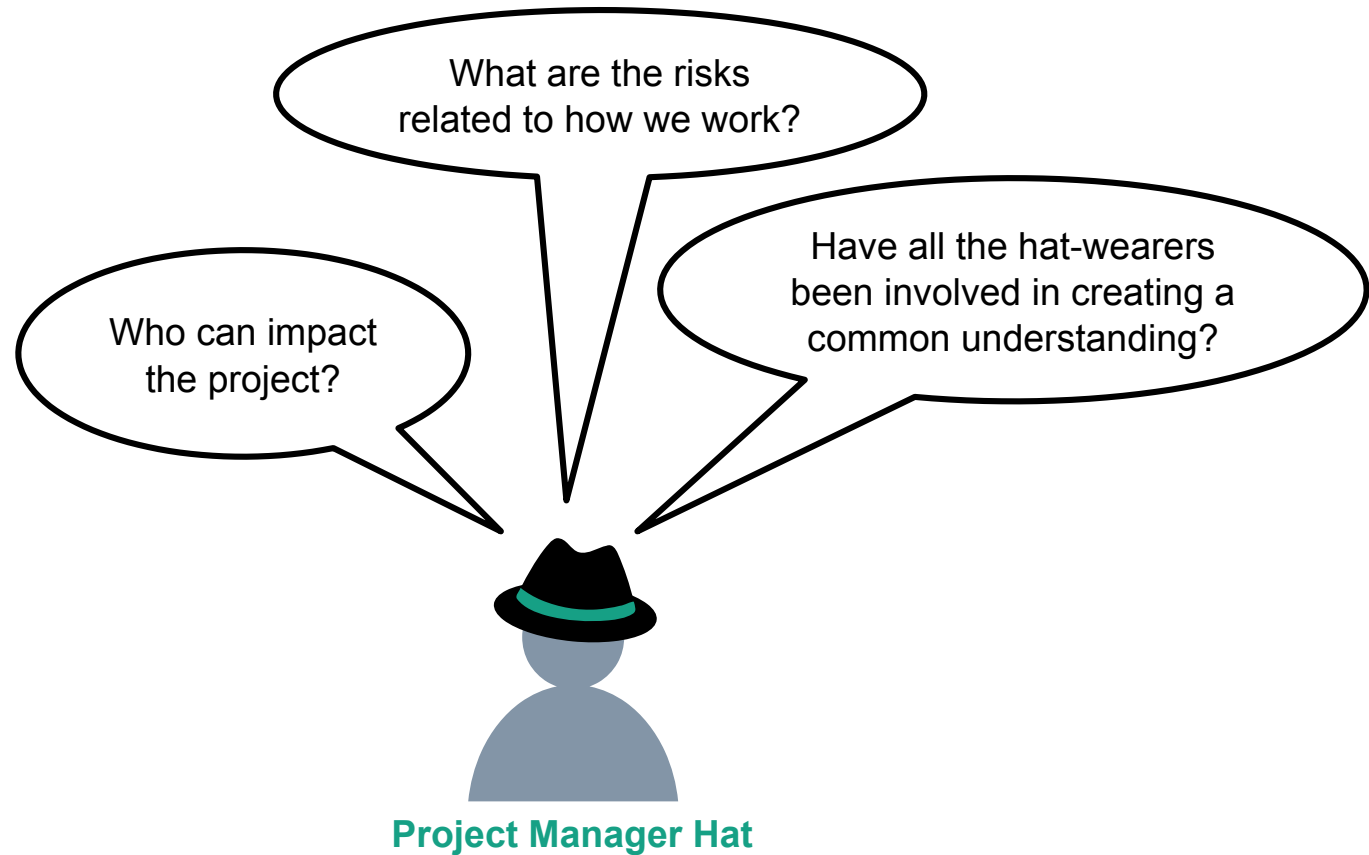 What are the risks
related to how we work?
Have all the hat-wearers
been involved in creating a
common understanding?
Who can impact
the project?
Project Manager Hat